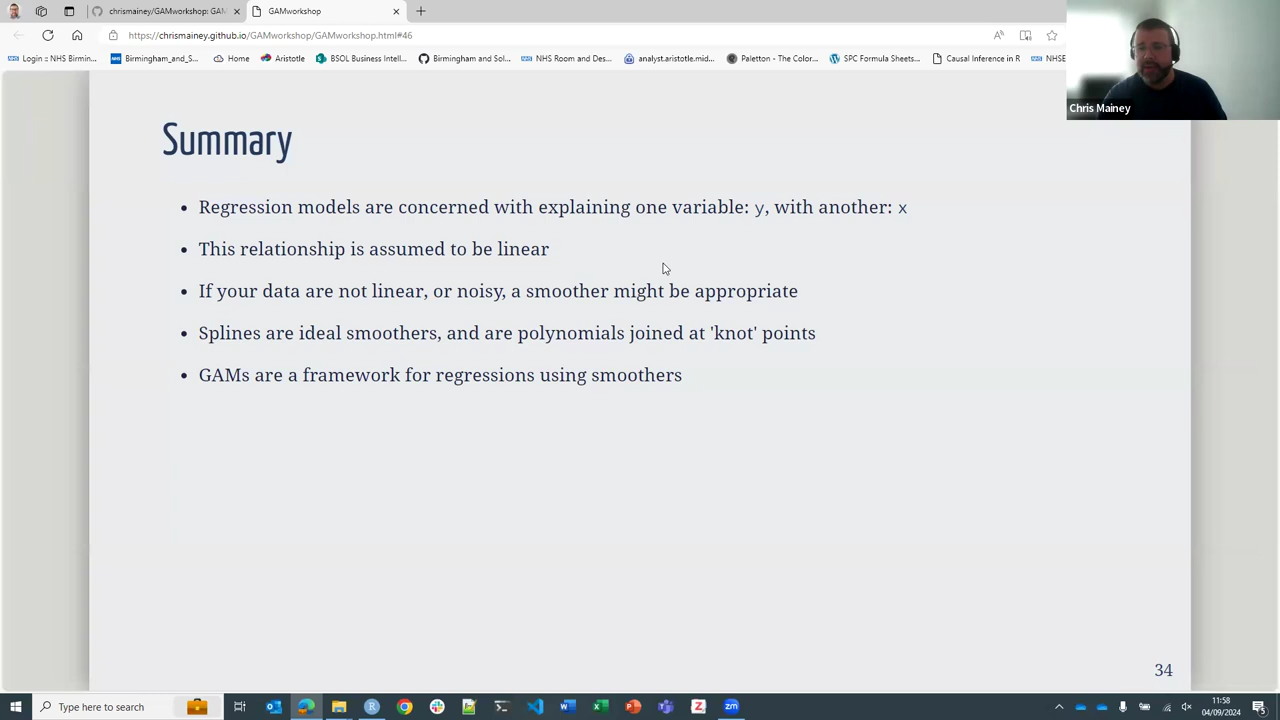 chrismainey/GAMworkshop: GAM
GAMworkshop
https://chrismainey.github.io/GAMworkshop/GAMworkshop.html#46
Login :: NHS Birmin...
Birmingham_and_S...
Home
Aristotle
BSOL Business Intell...
Birmingham and Sol...
NHS Room and Des...
analyst.aristotle.mid...
Paletton - The Color...
SPC Formula Sheets...
Causal Inference in R
NHSE
Chris Mainey
Summary
Regression models are concerned with explaining one variable: y, with another: x
This relationship is assumed to be linear
If your data are not linear, or noisy, a smoother might be appropriate
Splines are ideal smoothers, and are polynomials joined at 'knot' points
GAMs are a framework for regressions using smoothers
34
Type here to search
11:58
04/09/2024